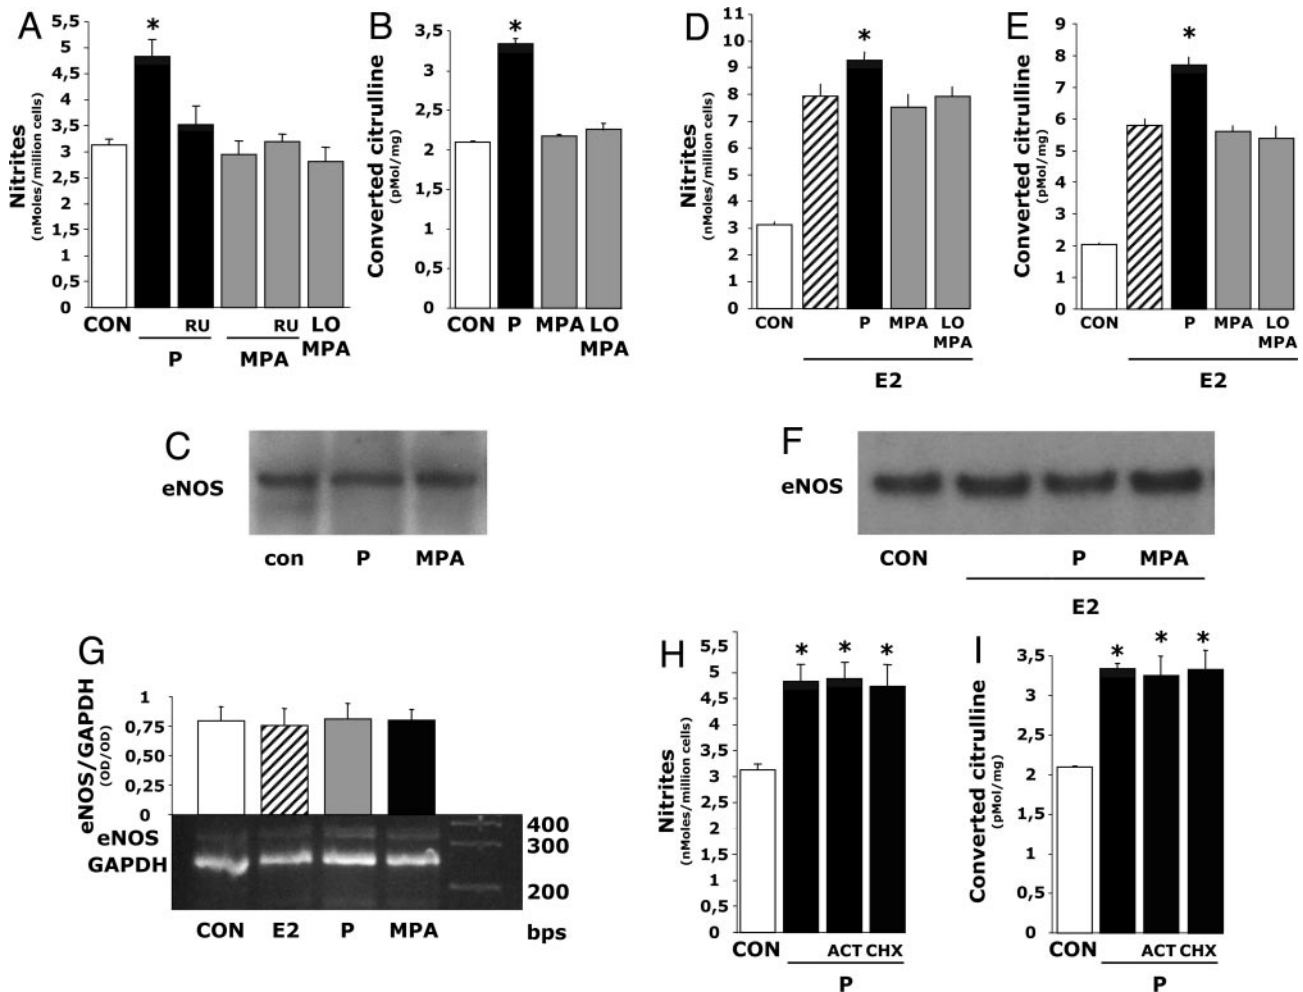 A
Nitrites
(nMoles/million cells)
5,5
5
4,5
4
3,5
3
2,5
2
1,5
1
0,5
0
*
CON
RU
RU
LO
MPA
P
MPA
B
Converted citrulline
(pMol/mg)
3,5
3
2,5
2
1,5
1
0,5
0
*
CON
P
MPA
LO
MPA
D
Nitrites
(nMoles/million cells)
11
10
9
8
7
6
5
4
3
2
1
0
*
CON
P
MPA
LO
MPA
E2
E
Converted citrulline
(pMol/mg)
9
8
7
6
5
4
3
2
1
0
*
CON
P
MPA
LO
MPA
E2
C
eNOS
con
P
MPA
F
eNOS
CON
P
MPA
E2
G
eNOS/GAPDH
(OD/OD)
1
0,75
0,50
0,25
0
eNOS
GAPDH
400
300
200
bps
CON
E2
P
MPA
H
Nitrites
(nMoles/million cells)
5,5
5
4,5
4
3,5
3
2,5
2
1,5
1
0,5
0
*
*
*
CON
ACT
CHX
P
I
Converted citrulline
(pMol/mg)
3,5
3
2,5
2
1,5
1
0,5
0
*
*
*
CON
ACT
CHX
P